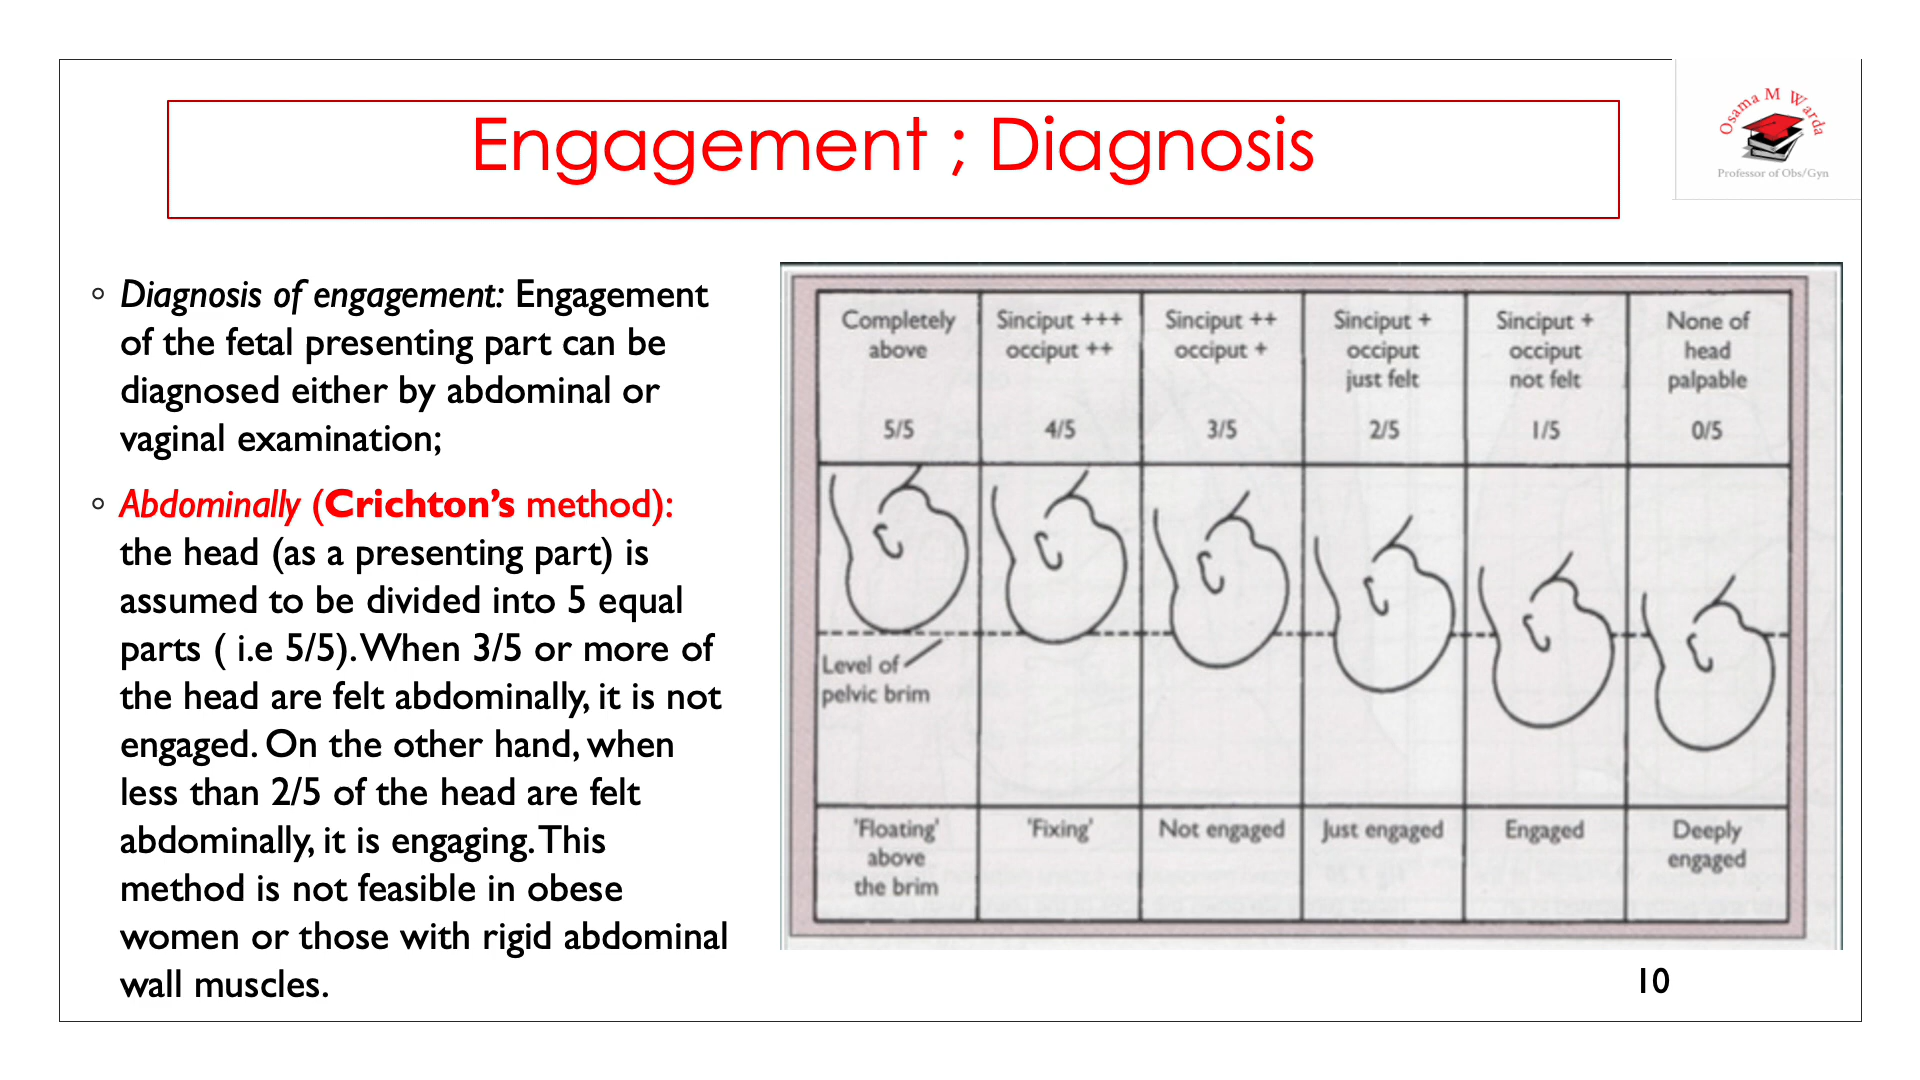 Engagement ; Diagnosis
Osama M Warda
Professor of Obs/Gyn
◦ Diagnosis of engagement: Engagement
of the fetal presenting part can be
diagnosed either by abdominal or
vaginal examination;
◦ Abdominally (Crichton’s method):
the head (as a presenting part) is
assumed to be divided into 5 equal
parts ( i.e 5/5). When 3/5 or more of
the head are felt abdominally, it is not
engaged. On the other hand, when
less than 2/5 of the head are felt
abdominally, it is engaging. This
method is not feasible in obese
women or those with rigid abdominal
wall muscles.
Completely
above
5/5
Sinciput +++
occiput ++
4/5
Sinciput ++
occiput +
3/5
Sinciput +
occiput
just felt
2/5
Sinciput +
occiput
not felt
1/5
None of
head
palpable
0/5
Level of
pelvic brim
'Floating'
above
the brim
'Fixing'
Not engaged
Just engaged
Engaged
Deeply
engaged
10